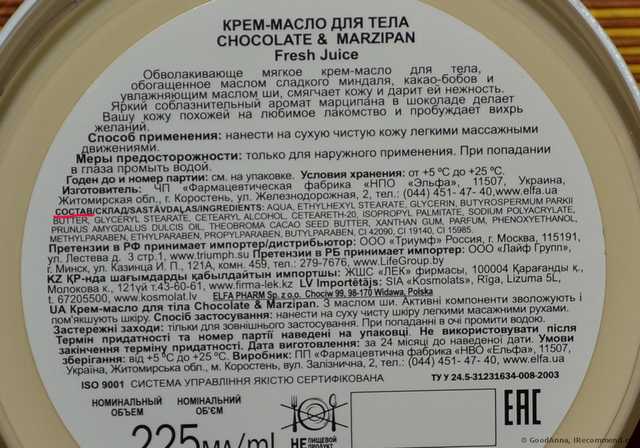 КРЕМ-МАСЛО ДЛЯ ТЕЛА
CHOCOLATE & MARZIPAN
Fresh Juice
Обволакивающе мягкое крем-масло для тела,
обогащенное маслом сладкого миндаля, какао-бобов и
увлажняющим маслом ши, смягчает кожу и дарит ей нежность.
Яркий соблазнительный аромат марципана в шоколаде делает
Вашу кожу похожей на любимое лакомство и пробуждает вихрь
желаний.
Способ применения: нанести на сухую чистую кожу легкими массажными
движениями.
Меры предосторожности: только для наружного применения. При попадании
в глаза промыть водой.
Годен до и номер партии: см. на упаковке. Условия хранения: от +5 ºС до +25 ºС.
Изготовитель: ЧП «Фармацевтическая фабрика «НПО «Эльфа», 11507, Украина,
Житомирская обл., г. Коростень, ул. Железнодорожная, 2, тел.: (044) 451- 47- 40 www.elfa.ua
СОСТАВ/СКЛАД/SASTĀVDAĻAS/INGREDIENTS: AQUA, ETHYLHEXYL STEARATE, GLYCERIN, BUTYROSPERMUM PARKII
BUTTER, GLYCERYL STEARATE, CETEARYL ALCOHOL, CETEARETH-20, ISOPROPYL PALMITATE, SODIUM POLYACRYLATE,
PRUNUS AMYGDALUS DULCIS OIL, THEOBROMA CACAO SEED BUTTER, XANTHAN GUM, PARFUM, PHENOXYETHANOL,
METHYLPARABEN, ETHYLPARABEN, PROPYLPARABEN, BUTYLPARABEN, CI 42090, CI 19140, CI 15985.
Претензии в РФ принимает импортер/дистрибьютор: ООО «Триумф» Россия, г. Москва, 115191,
ул. Лестева д. 3 стр.1, www.triumph.su Претензии в РБ принимает импортер: ООО «Лайф Групп»,
г. Минск, ул. Казинца И. П., 121А, комн. 459, тел.: 279-7676, www.LifeGroup.by
KZ ҚР-нда шағымдарды қабылдайтын импортшы: ЖШС «ЛЕК» фирмасы, 100004 Қарағанды қ.,
Молокова к., 121үй т.43-60-61, www.firma-lek.kz LV Importētājs: SIA «Kosmolats», Rīga, Lizuma 5L,
t. 67205500, www.kosmolat.lv ELFA PHARM Sp. z o.o. Chociw 99, 98-170 Widawa, Polska
UA Крем-масло для тіла Chocolate & Marzipan. З маслом ши. Активні компоненти зволожують і
пом'якшують шкіру. Спосіб застосування: нанести на суху чисту шкіру легкими масажними рухами.
Застережні заходи: тільки для зовнішнього застосування. При попаданні в очі промити водою.
Термін придатності та номер партії наведені на упаковці. Не використовувати після
закінчення терміну придатності. Дата виготовлення: за 24 місяці до наведеної дати. Умови
зберігання: від +5 ºС до +25 ºС. Виробник: ПП «Фармацевтична фабрика «НВО «Ельфа», 11507,
Україна, Житомирська обл., м. Коростень, вул. Залізнична, 2, тел.: (044) 451- 47- 40, www.elfa.ua
ISO 9001 СИСТЕМА УПРАВЛІННЯ ЯКІСТЮ СЕРТИФІКОВАНА ТУ У 24.5-31231634-008-2003
НОМИНАЛЬНЫЙ ОБЪЕМ
НОМІНАЛЬНИЙ ОБ'ЄМ
225мл/ml
НЕ ПИЩЕВОЙ ПРОДУКТ
EAC
© GoodAnna, IRecommend.r